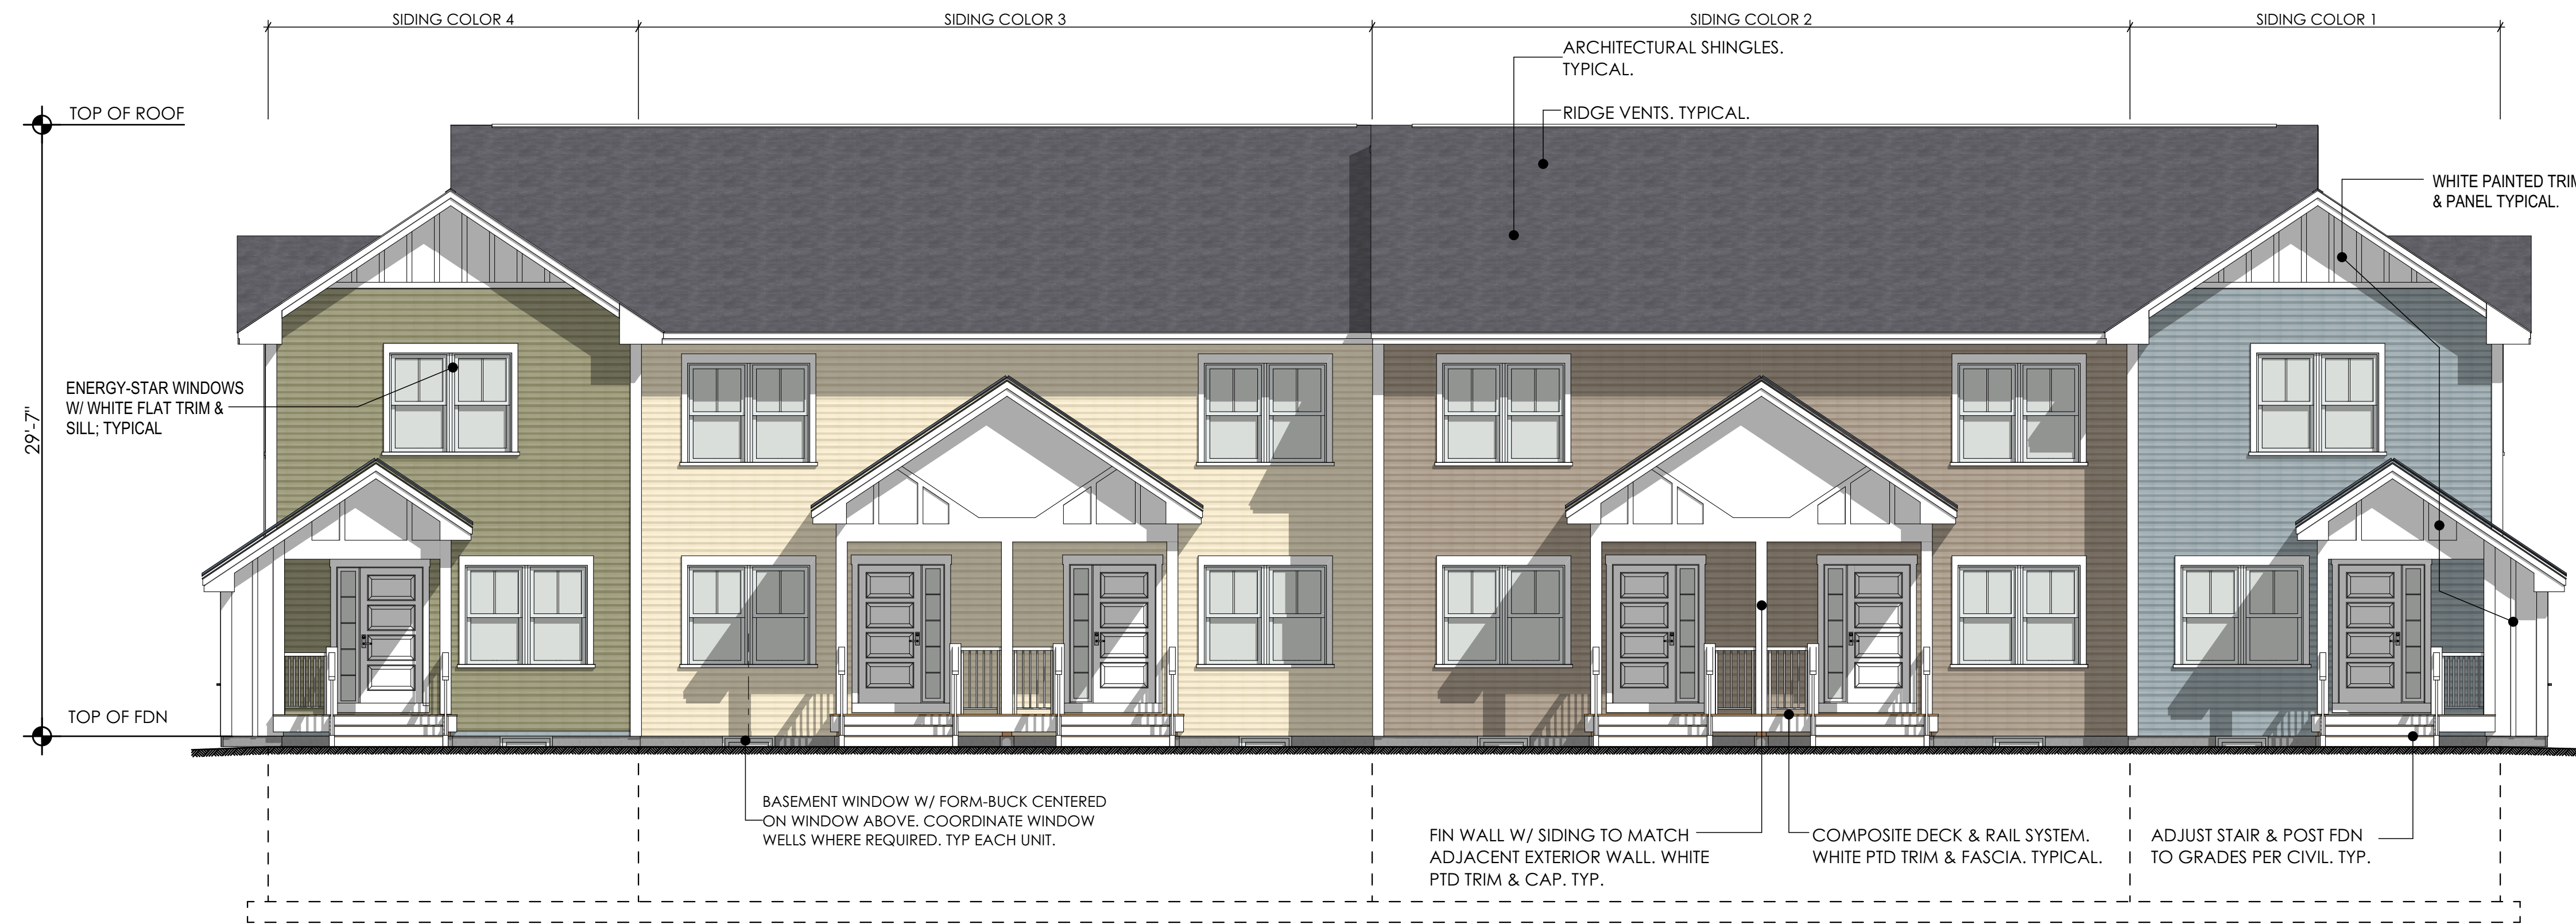 SIDING COLOR 4
SIDING COLOR 3
SIDING COLOR 2
SIDING COLOR 1
ARCHITECTURAL SHINGLES.
TYPICAL.
TOP OF ROOF
RIDGE VENTS. TYPICAL.
WHITE PAINTED TRIM
& PANEL TYPICAL.
ENERGY-STAR WINDOWS
W/ WHITE FLAT TRIM &
SILL; TYPICAL
29'-7"
TOP OF FDN
BASEMENT WINDOW W/ FORM-BUCK CENTERED
ON WINDOW ABOVE. COORDINATE WINDOW
WELLS WHERE REQUIRED. TYP EACH UNIT.
FIN WALL W/ SIDING TO MATCH
ADJACENT EXTERIOR WALL. WHITE
PTD TRIM & CAP. TYP.
COMPOSITE DECK & RAIL SYSTEM.
WHITE PTD TRIM & FASCIA. TYPICAL.
ADJUST STAIR & POST FDN
TO GRADES PER CIVIL. TYP.